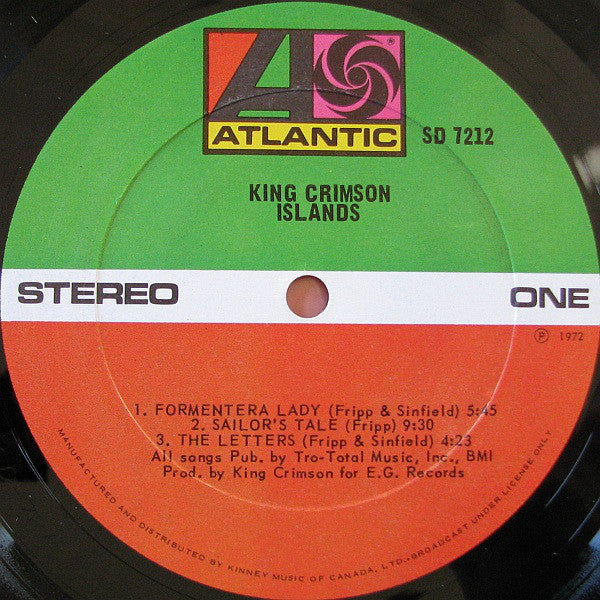 ®
ATLANTIC
SD 7212
KING CRIMSON
ISLANDS
STEREO
ONE
℗ 1972
1. FORMENTERA LADY (Fripp & Sinfield) 5:45
2. SAILOR'S TALE (Fripp) 9:30
3. THE LETTERS (Fripp & Sinfield) 4:23
All songs Pub. by Tro-Total Music, Inc., BMI
Prod. by King Crimson for E.G. Records
MANUFACTURED AND DISTRIBUTED BY KINNEY MUSIC OF CANADA, LTD.•BROADCAST UNDER LICENSE ONLY